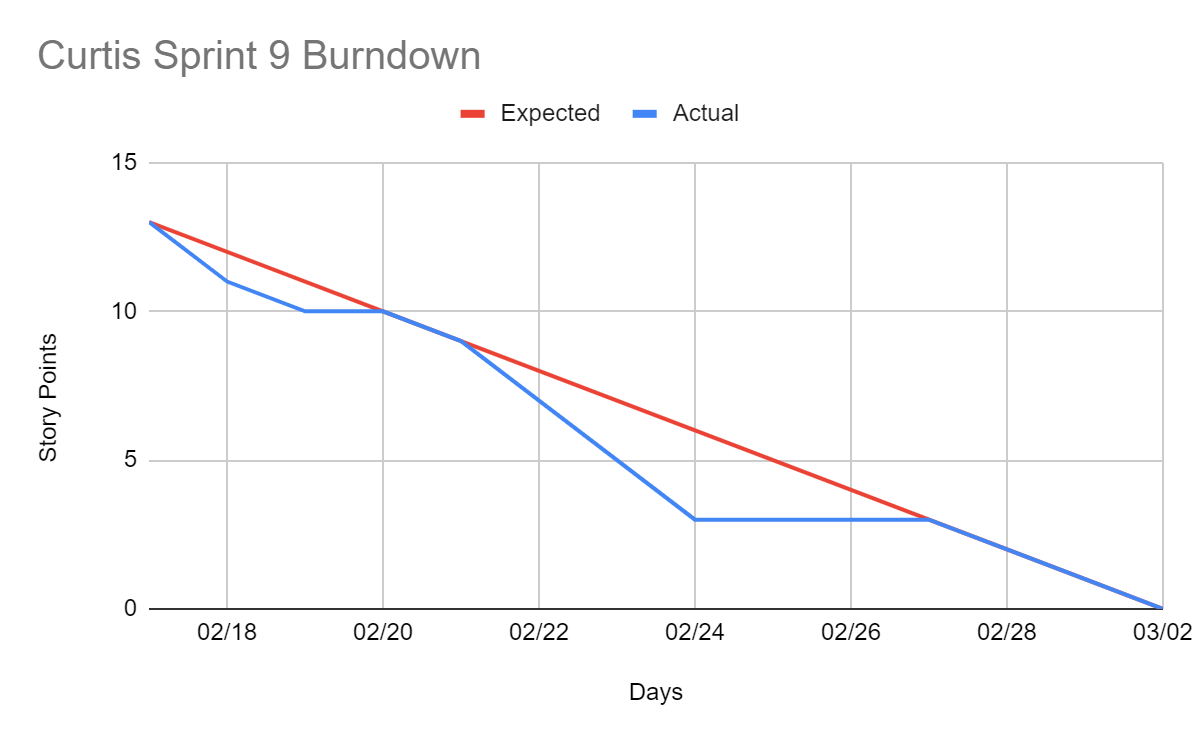 Curtis Sprint 9 Burndown
Expected Actual
15
10
5
0
Story Points
02/18 02/20 02/22 02/24 02/26 02/28 03/02
Days